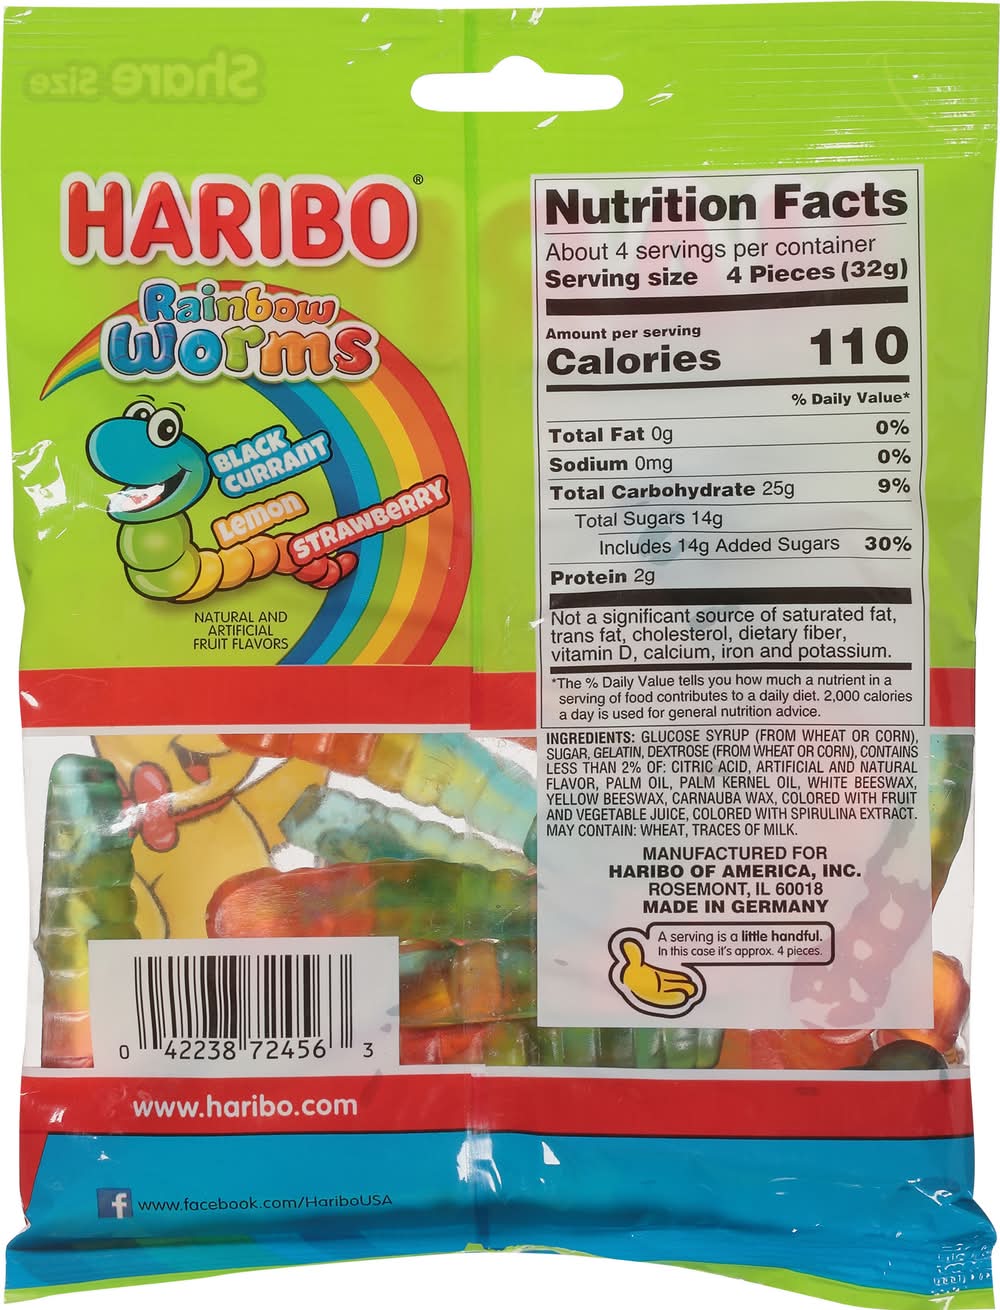 Share Size
HARIBO®
Rainbow
Worms
BLACK
CURRANT
Lemon
STRAWBERRY
NATURAL AND
ARTIFICIAL
FRUIT FLAVORS
Nutrition Facts
About 4 servings per container
Serving size 4 Pieces (32g)
Amount per serving
Calories 110
% Daily Value*
Total Fat 0g 0%
Sodium 0mg 0%
Total Carbohydrate 25g 9%
Total Sugars 14g
Includes 14g Added Sugars 30%
Protein 2g
Not a significant source of saturated fat,
trans fat, cholesterol, dietary fiber,
vitamin D, calcium, iron and potassium.
*The % Daily Value tells you how much a nutrient in a
serving of food contributes to a daily diet. 2,000 calories
a day is used for general nutrition advice.
INGREDIENTS: GLUCOSE SYRUP (FROM WHEAT OR CORN),
SUGAR, GELATIN, DEXTROSE (FROM WHEAT OR CORN), CONTAINS
LESS THAN 2% OF: CITRIC ACID, ARTIFICIAL AND NATURAL
FLAVOR, PALM OIL, PALM KERNEL OIL, WHITE BEESWAX,
YELLOW BEESWAX, CARNAUBA WAX, COLORED WITH FRUIT
AND VEGETABLE JUICE, COLORED WITH SPIRULINA EXTRACT.
MAY CONTAIN: WHEAT, TRACES OF MILK.
MANUFACTURED FOR
HARIBO OF AMERICA, INC.
ROSEMONT, IL 60018
MADE IN GERMANY
A serving is a little handful.
In this case it's approx. 4 pieces.
0 42238 72456 3
www.haribo.com
f www.facebook.com/HariboUSA